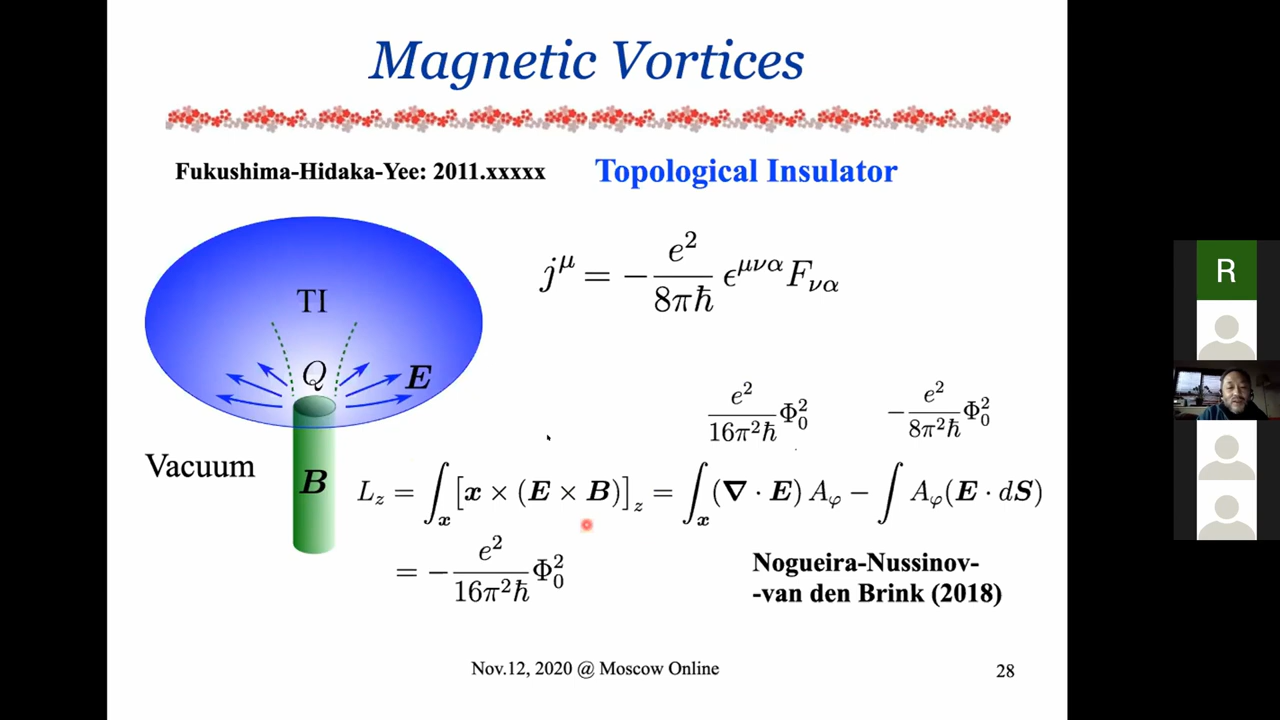 Magnetic Vortices
Fukushima-Hidaka-Yee: 2011.xxxxx
Topological Insulator
j^μ = − e²/8πħ ε^{μνα} F_{να}
TI
Q
E
Vacuum
B
e²/16π²ħ Φ₀²
− e²/8π²ħ Φ₀²
L_z = ∫_x [x × (E × B)]_z = ∫_x (∇ · E) A_φ − ∫ A_φ(E · dS)
= − e²/16π²ħ Φ₀²
Nogueira-Nussinov-
-van den Brink (2018)
Nov.12, 2020 @ Moscow Online
28
R